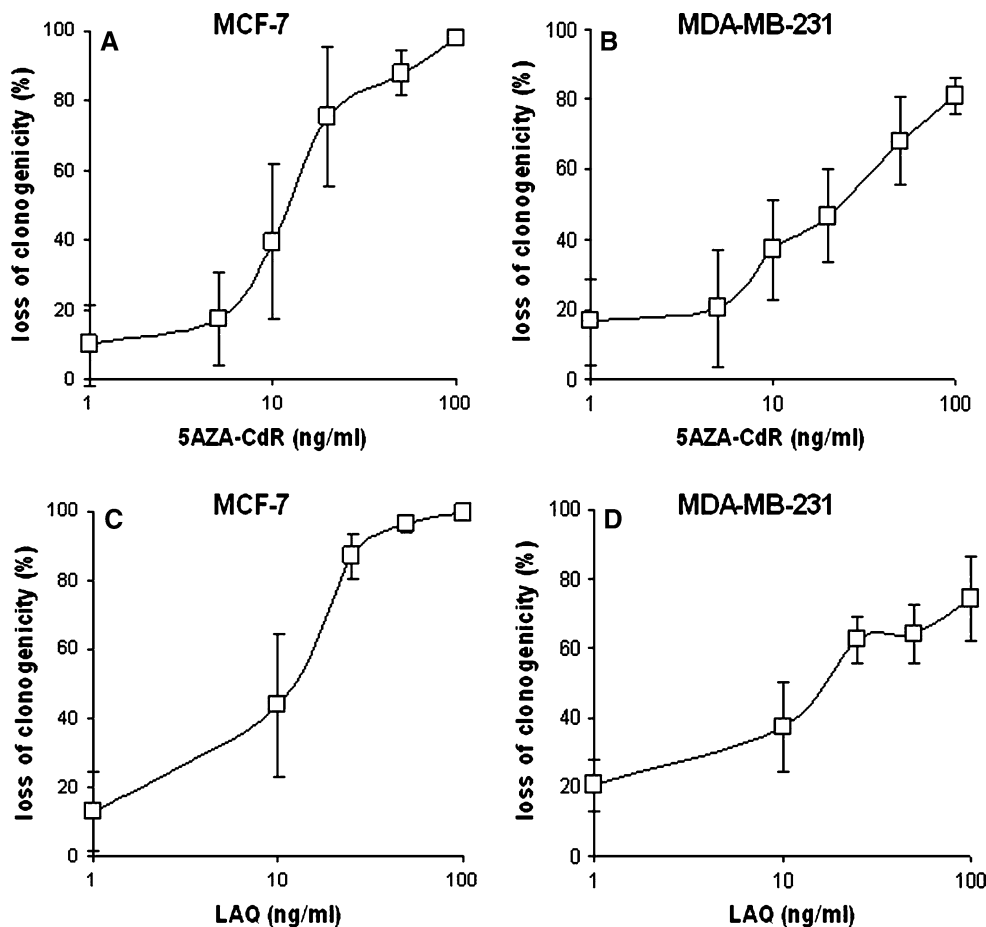 A
MCF-7
loss of clonogenicity (%)
100
80
60
40
20
0
1
10
100
5AZA-CdR (ng/ml)
B
MDA-MB-231
loss of clonogenicity (%)
100
80
60
40
20
0
1
10
100
5AZA-CdR (ng/ml)
C
MCF-7
loss of clonogenicity (%)
100
80
60
40
20
0
1
10
100
LAQ (ng/ml)
D
MDA-MB-231
loss of clonogenicity (%)
100
80
60
40
20
0
1
10
100
LAQ (ng/ml)